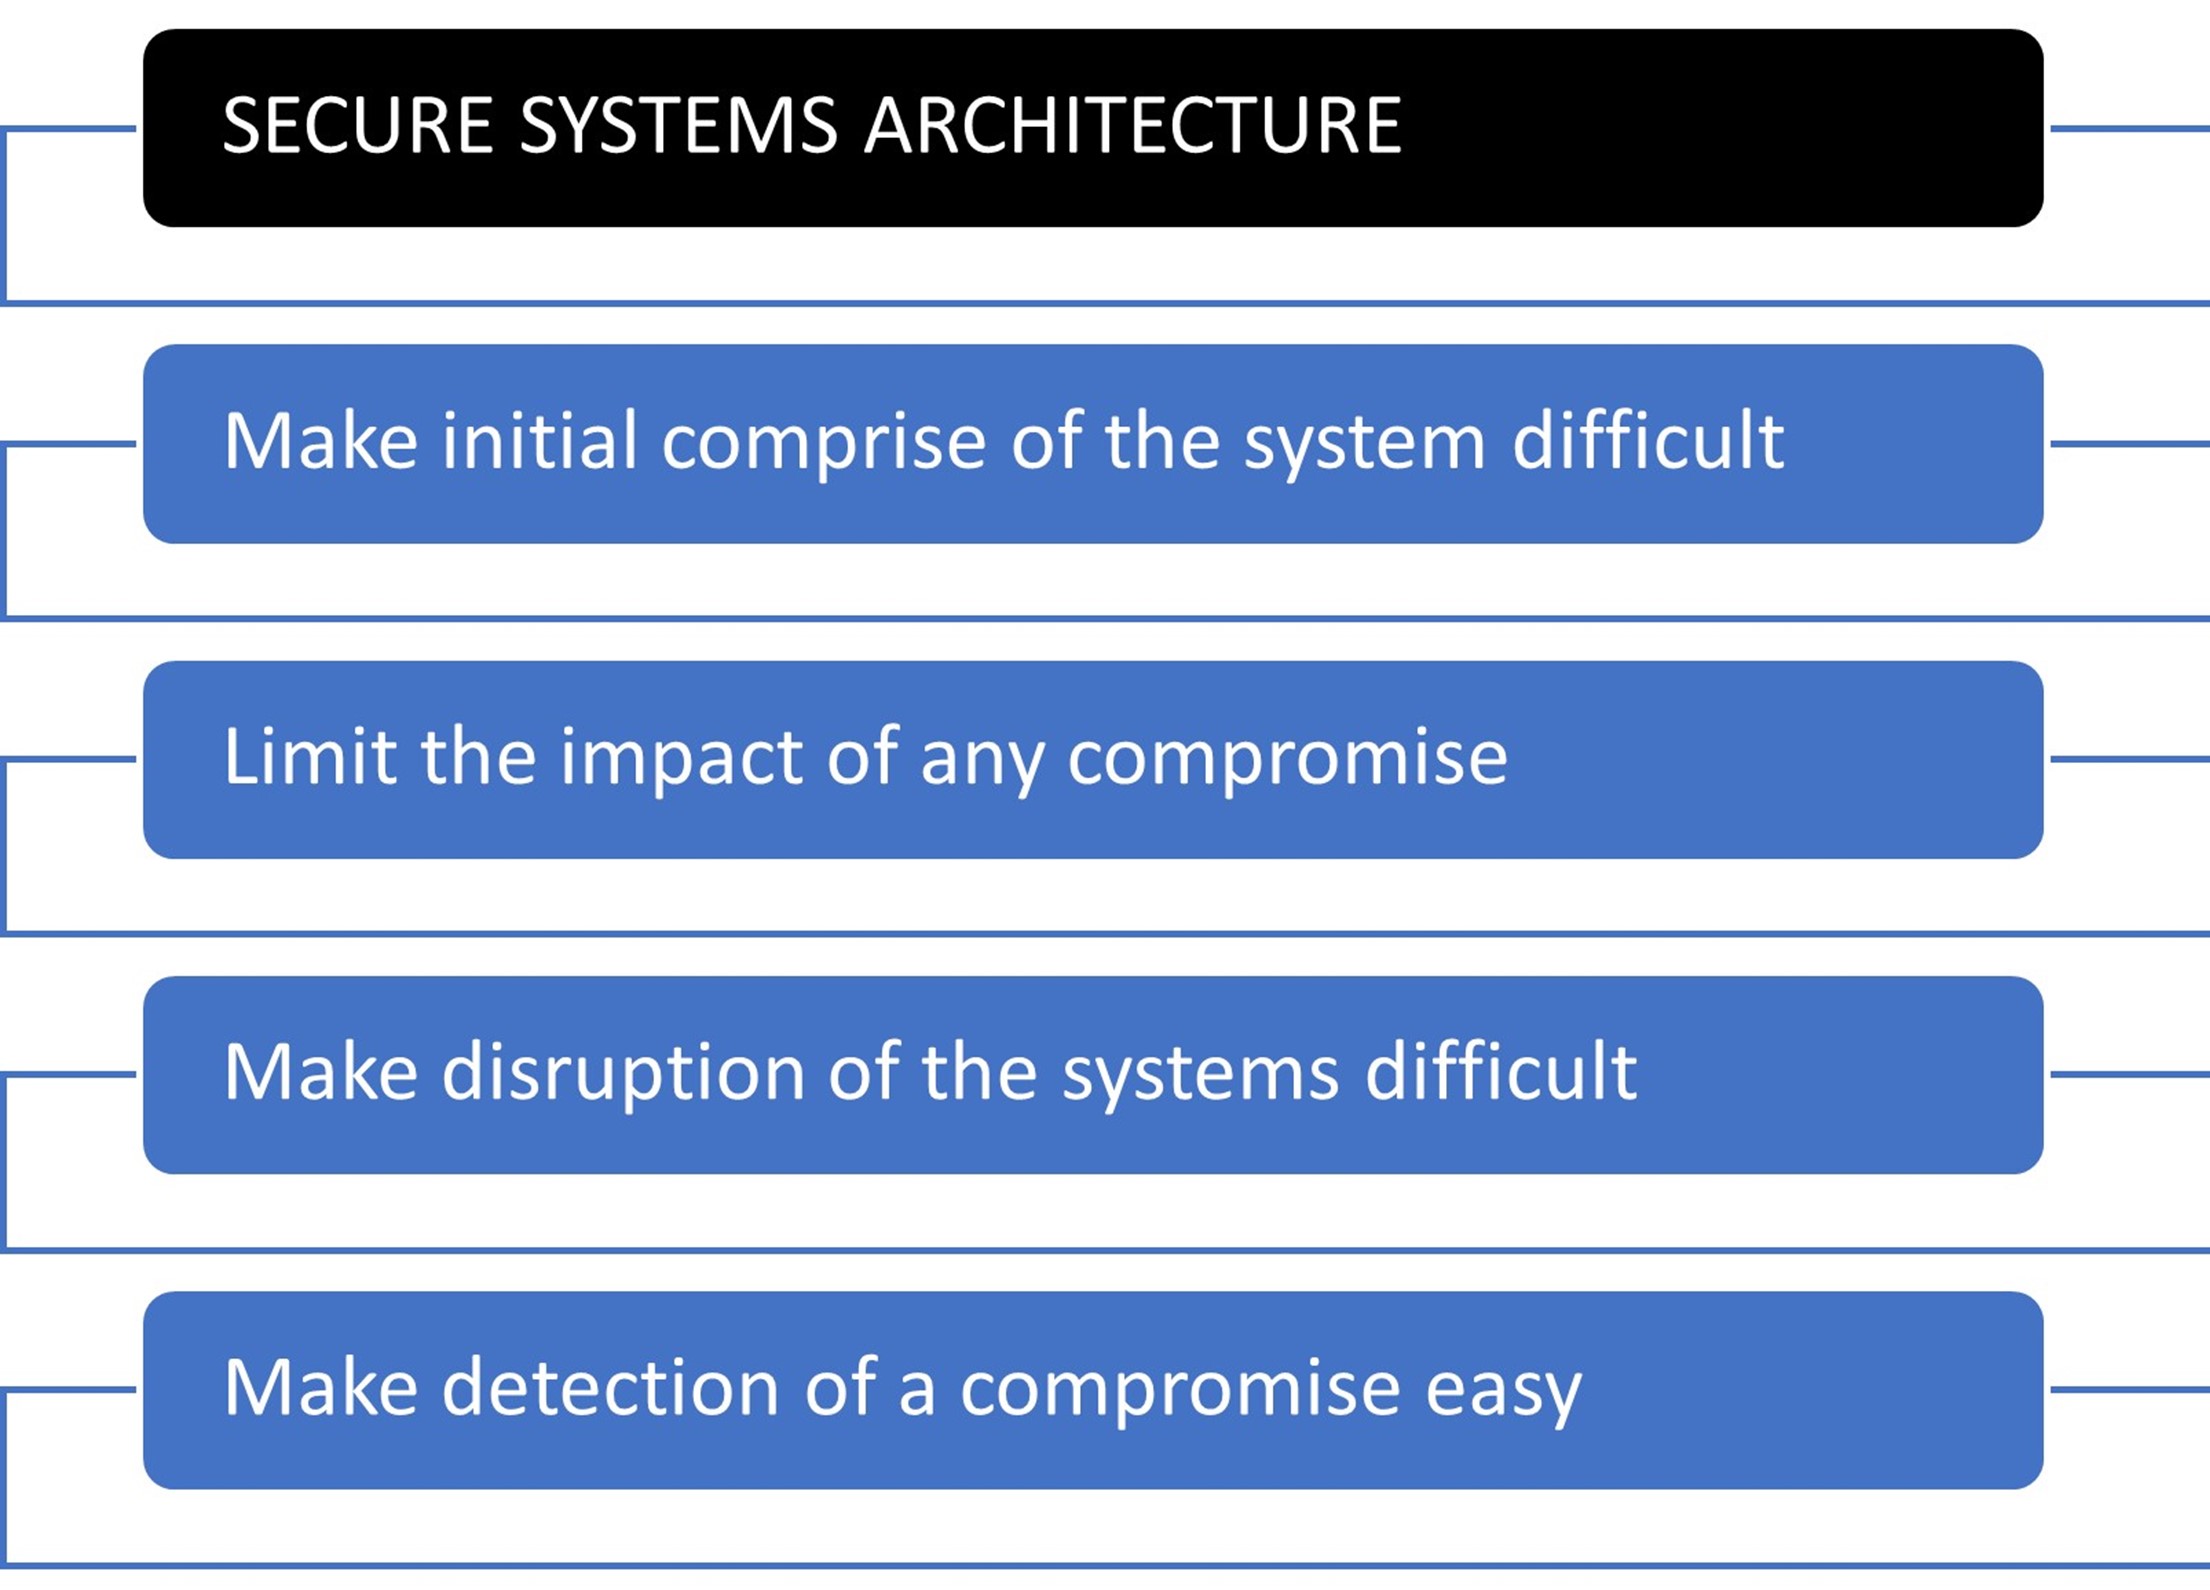 SECURE SYSTEMS ARCHITECTURE
Make initial comprise of the system difficult
Limit the impact of any compromise
Make disruption of the systems difficult
Make detection of a compromise easy